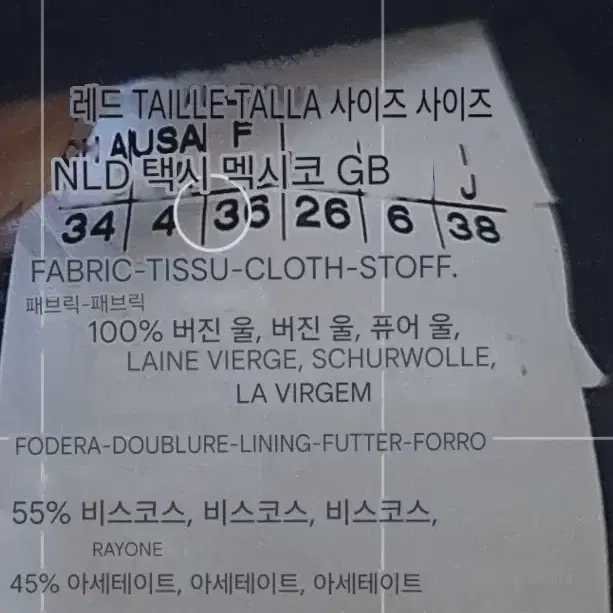 레드 TAILLE-TALLA 사이즈 사이즈
AUSA F
NLD 택시 멕시코 GB
J
34 4 36 26 6 38
FABRIC-TISSU-CLOTH-STOFF.
패브릭-패브릭
100% 버진 울, 버진 울, 퓨어 울,
LAINE VIERGE, SCHURWOLLE,
LA VIRGEM
FODERA-DOUBLURE-LINING-FUTTER-FORRO
55% 비스코스, 비스코스, 비스코스,
RAYONE
45% 아세테이트, 아세테이트, 아세테이트